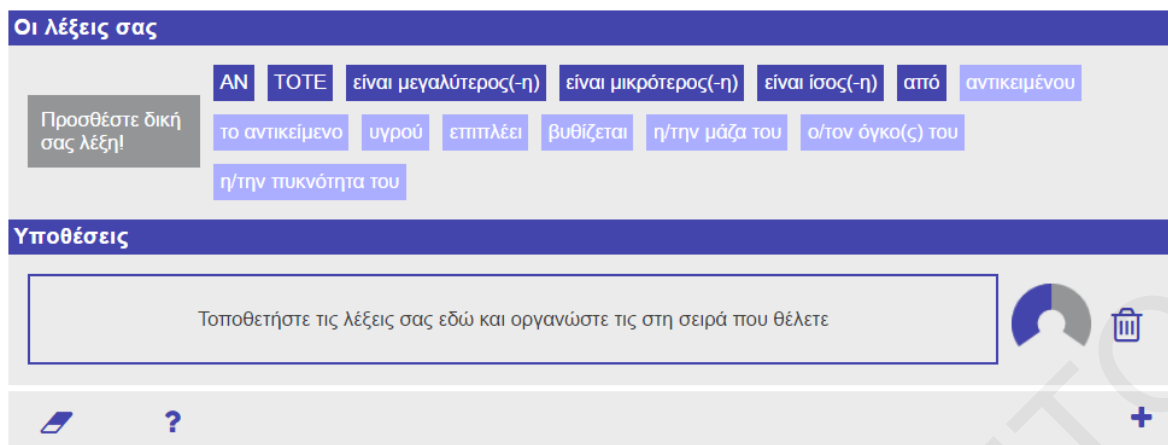 Οι λέξεις σας
Προσθέστε δική
σας λέξη!
ΑΝ ΤΟΤΕ είναι μεγαλύτερος(-η) είναι μικρότερος(-η) είναι ίσος(-η) από αντικειμένου
το αντικείμενο υγρού επιπλέει βυθίζεται η/την μάζα του ο/τον όγκο(ς) του
η/την πυκνότητα του
Υποθέσεις
Τοποθετήστε τις λέξεις σας εδώ και οργανώστε τις στη σειρά που θέλετε
?